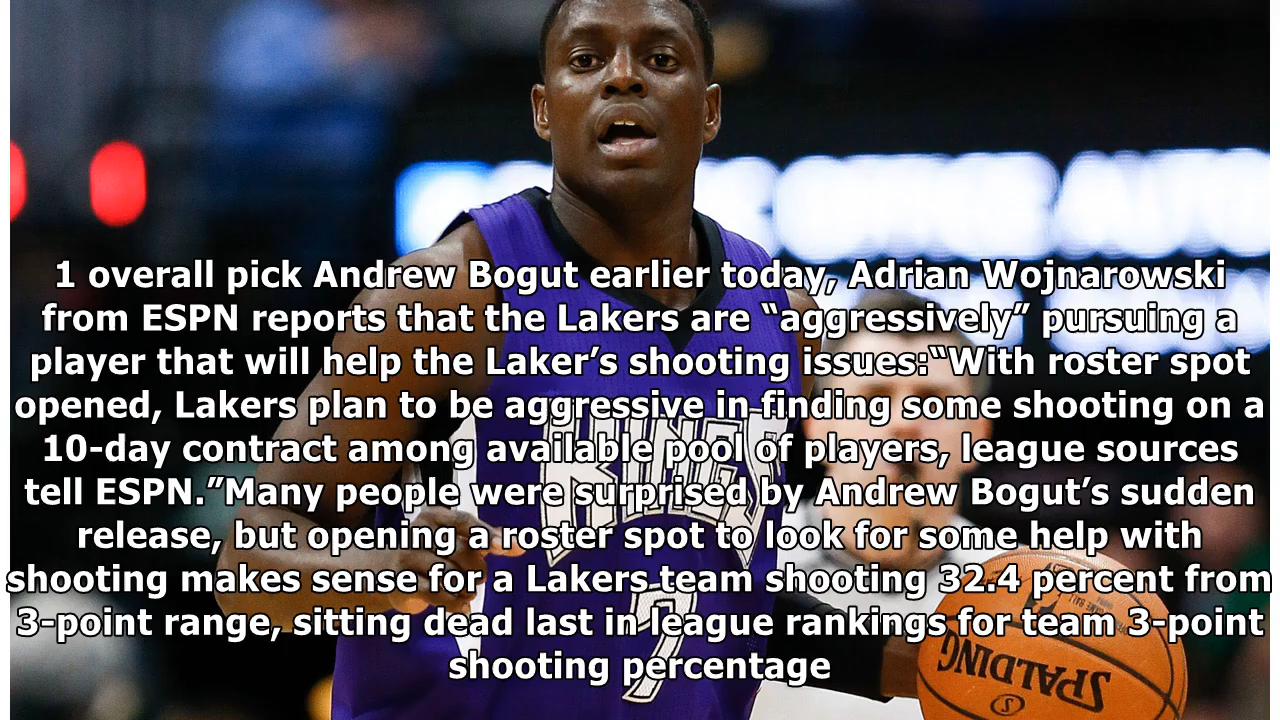 1 overall pick Andrew Bogut earlier today, Adrian Wojnarowski
from ESPN reports that the Lakers are “aggressively” pursuing a
player that will help the Laker’s shooting issues:“With roster spot
opened, Lakers plan to be aggressive in finding some shooting on a
10-day contract among available pool of players, league sources
tell ESPN.”Many people were surprised by Andrew Bogut’s sudden
release, but opening a roster spot to look for some help with
shooting makes sense for a Lakers team shooting 32.4 percent from
3-point range, sitting dead last in league rankings for team 3-point
shooting percentage
KINGS
7
SPALDING